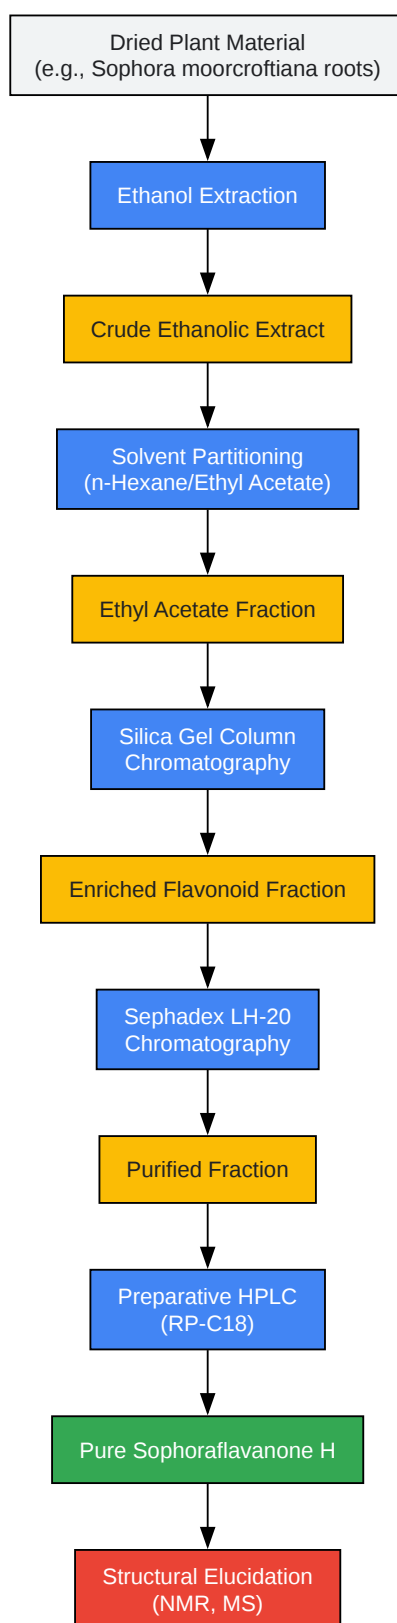 Dried Plant Material
(e.g., Sophora moorcroftiana roots)
Ethanol Extraction
Crude Ethanolic Extract
Solvent Partitioning
(n-Hexane/Ethyl Acetate)
Ethyl Acetate Fraction
Silica Gel Column
Chromatography
Enriched Flavonoid Fraction
Sephadex LH-20
Chromatography
Purified Fraction
Preparative HPLC
(RP-C18)
Pure Sophoraflavanone H
Structural Elucidation
(NMR, MS)